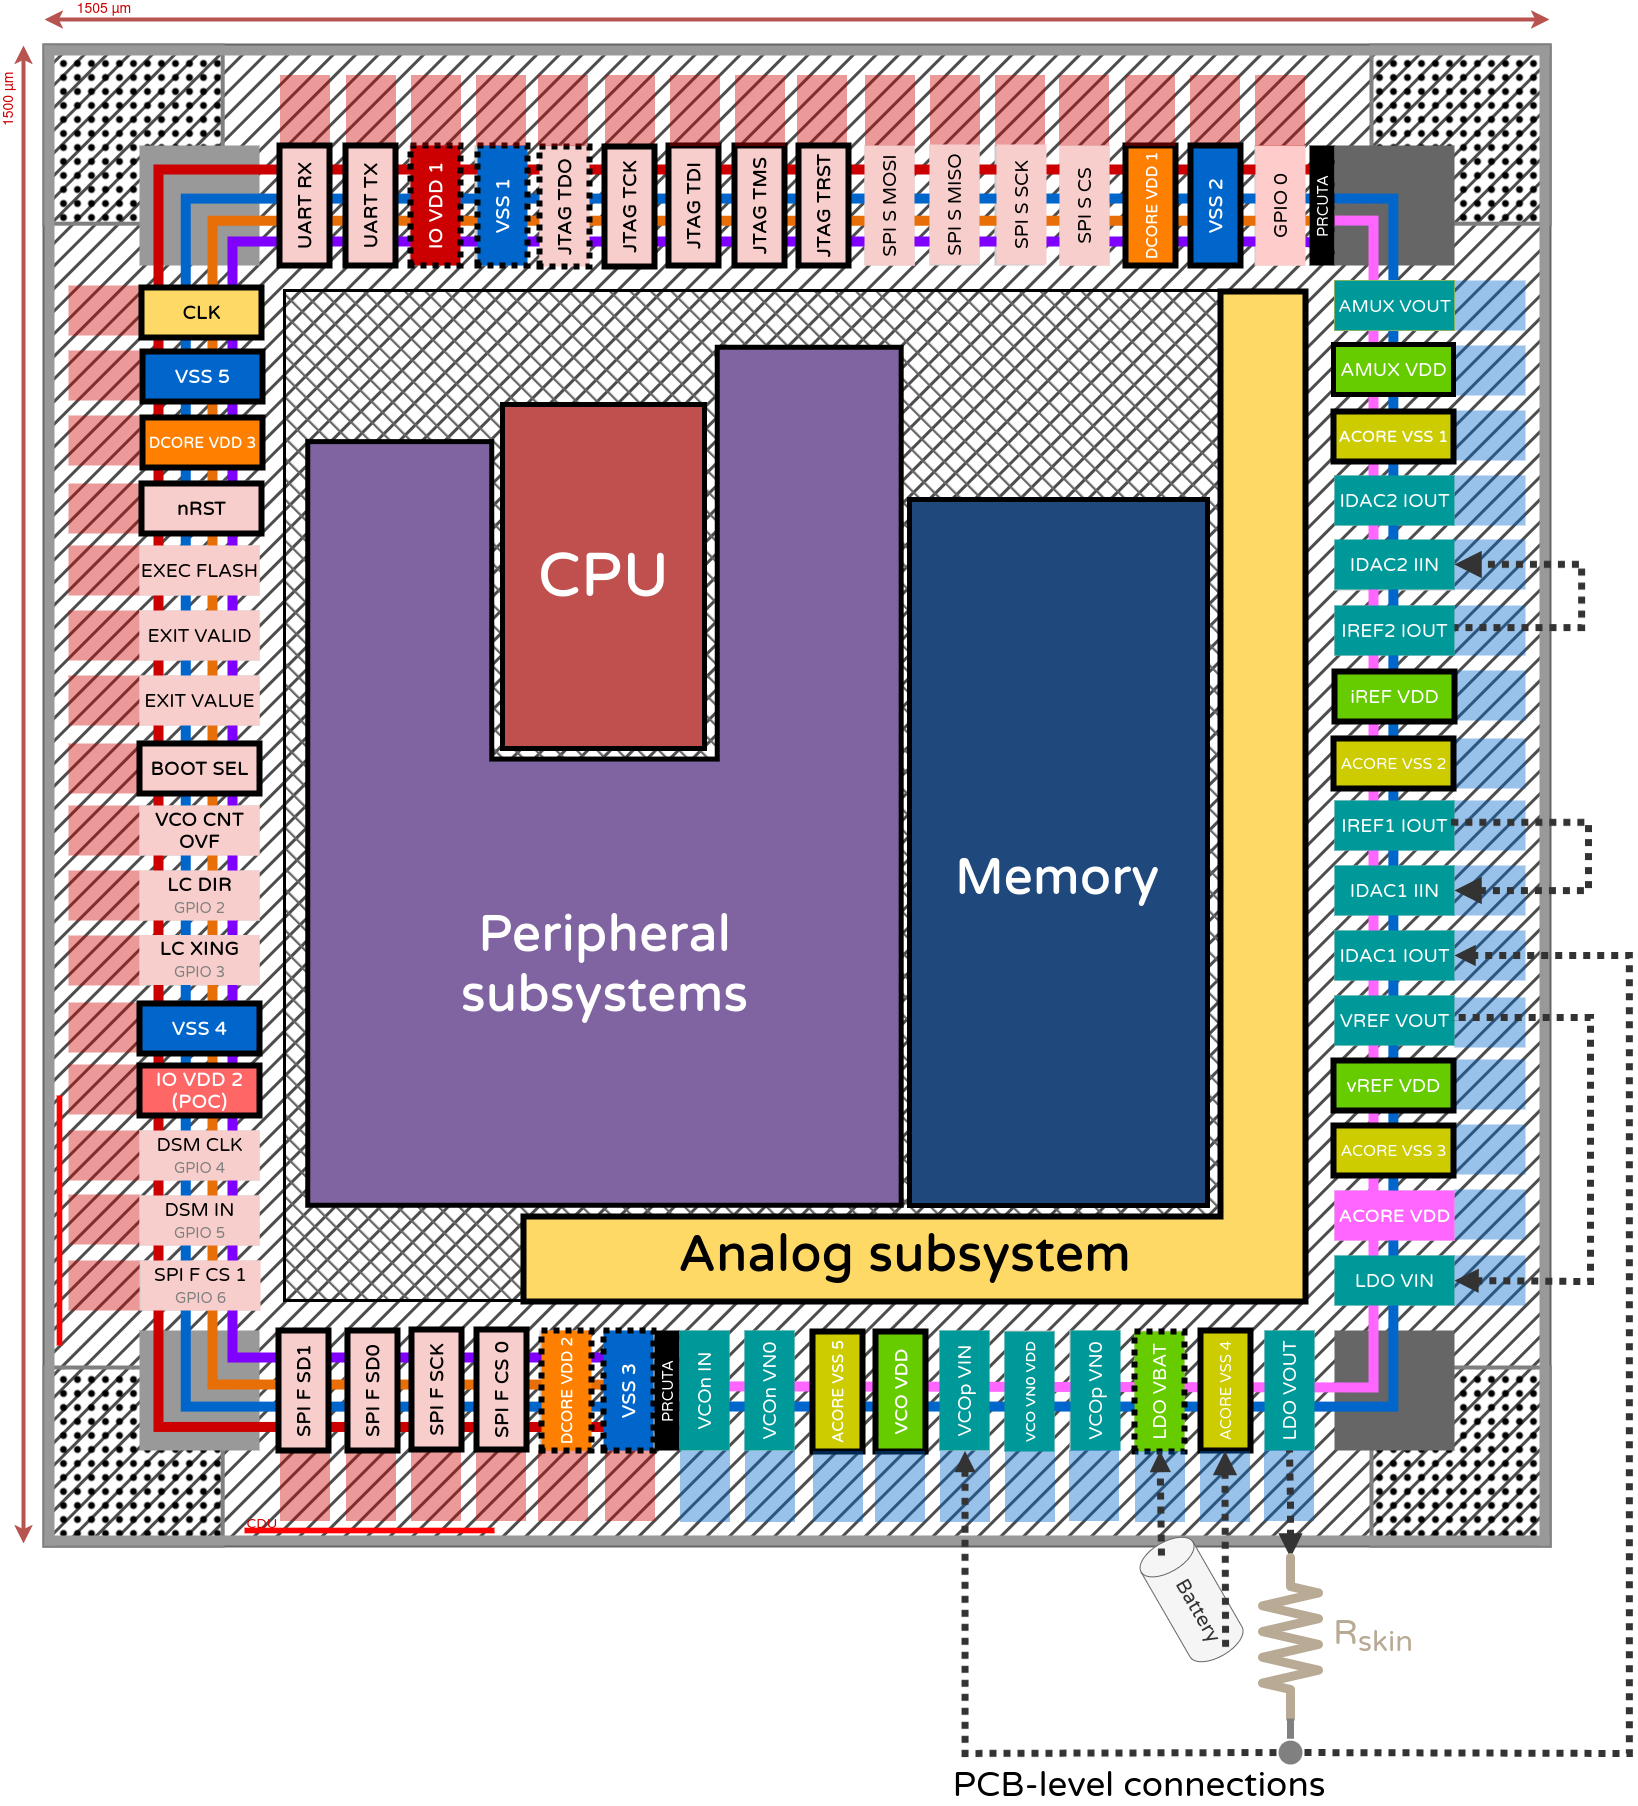 1505 µm
1500 µm
UART RX
UART TX
IO VDD 1
VSS 1
JTAG TDO
JTAG TCK
JTAG TDI
JTAG TMS
JTAG TRST
SPI S MOSI
SPI S MISO
SPI S SCK
SPI S CS
DCORE VDD 1
VSS 2
GPIO 0
PRCUTA
CLK
VSS 5
DCORE VDD 3
nRST
EXEC FLASH
EXIT VALID
EXIT VALUE
BOOT SEL
VCO CNT
OVF
LC DIR
GPIO 2
LC XING
GPIO 3
VSS 4
IO VDD 2
(POC)
DSM CLK
GPIO 4
DSM IN
GPIO 5
SPI F CS 1
GPIO 6
CPU
Peripheral
subsystems
Memory
Analog subsystem
AMUX VOUT
AMUX VDD
ACORE VSS 1
IDAC2 IOUT
IDAC2 IIN
IREF2 IOUT
iREF VDD
ACORE VSS 2
IREF1 IOUT
IDAC1 IIN
IDAC1 IOUT
VREF VOUT
vREF VDD
ACORE VSS 3
ACORE VDD
LDO VIN
SPI F SD1
SPI F SD0
SPI F SCK
SPI F CS 0
DCORE VDD 2
VSS 3
PRCUTA
VCOn IN
VCOn VN0
ACORE VSS 5
VCO VDD
VCOp VIN
VCO VN0 VDD
VCOp VN0
LDO VBAT
ACORE VSS 4
LDO VOUT
CDU
Battery
Rskin
PCB-level connections